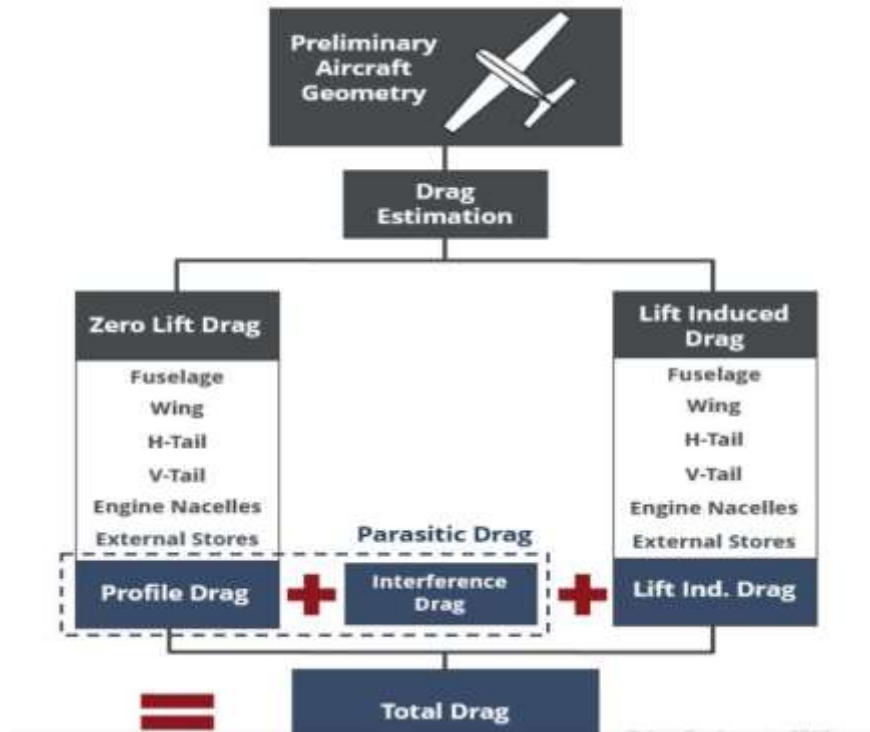 Preliminary
Aircraft
Geometry
Drag
Estimation
Zero Lift Drag
Fuselage
Wing
H-Tail
V-Tail
Engine Nacelles
External Stores
Lift Induced
Drag
Fuselage
Wing
H-Tail
V-Tail
Engine Nacelles
External Stores
Parasitic Drag
Profile Drag
Interference
Drag
Lift Ind. Drag
Total Drag